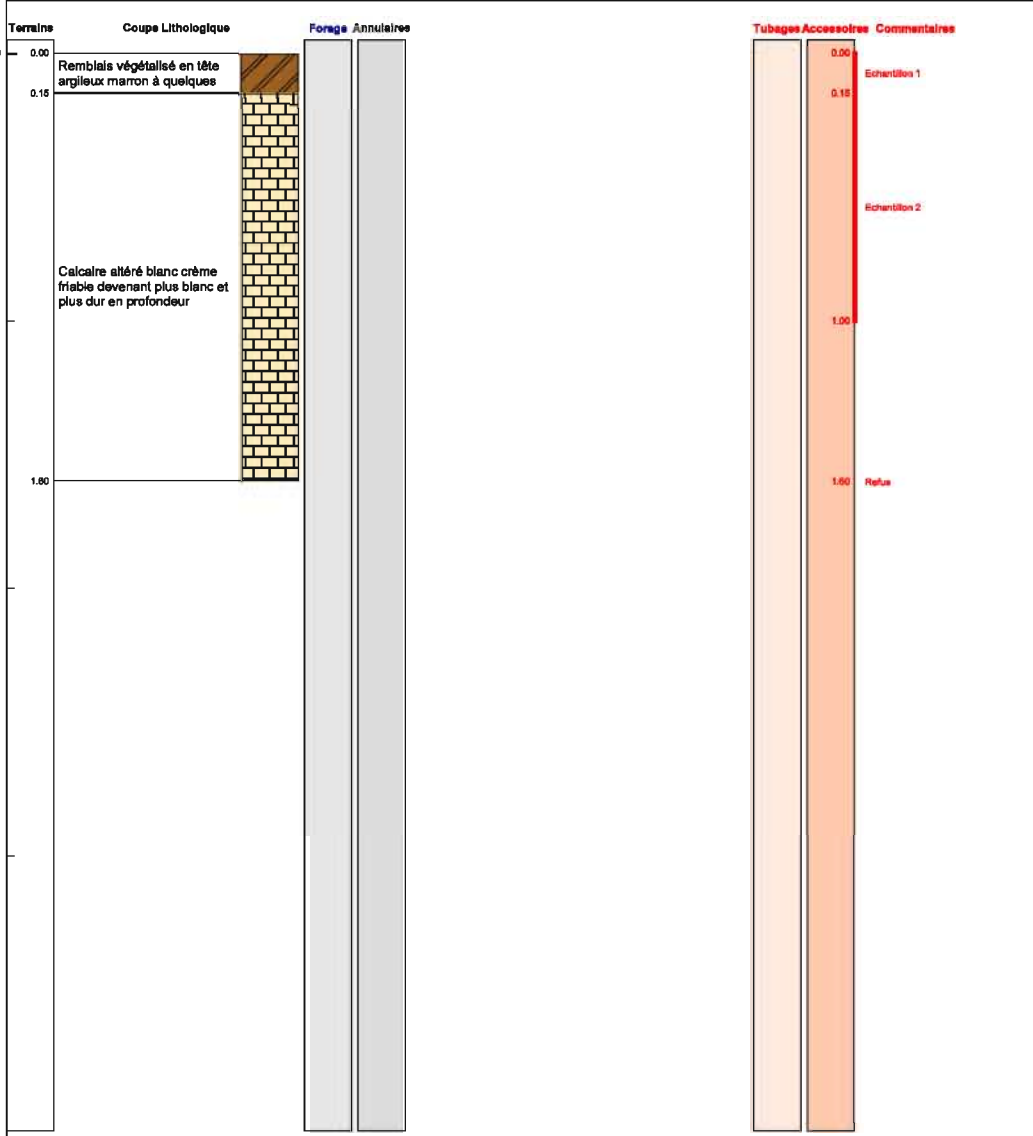 Terrains Coupe Lithologique Forage Annulaires Tubages Accessoires Commentaires
0.00 0.00
Remblais végétalisé en tête
argileux marron à quelques
Echantillon 1
0.15 0.15
Echantillon 2
Calcaire altéré blanc crème
friable devenant plus blanc et
plus dur en profondeur
1.00
1.60 1.60 Refus